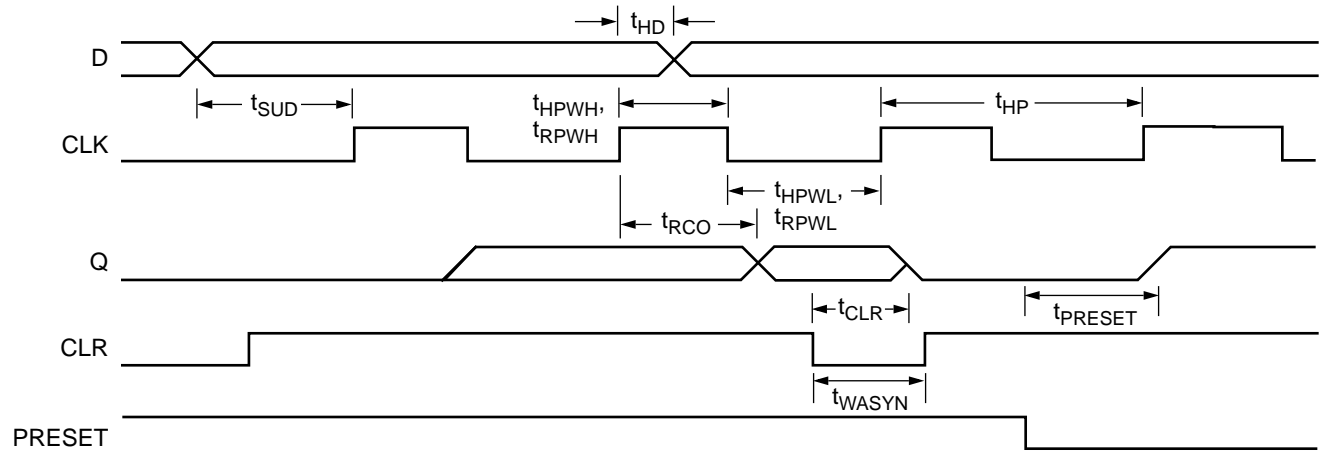 tHD
D
tSUD
tHPWH,
tRPWH
tHP
CLK
tHPWL,
tRPWL
tRCO
Q
tCLR
tPRESET
CLR
tWASYN
PRESET